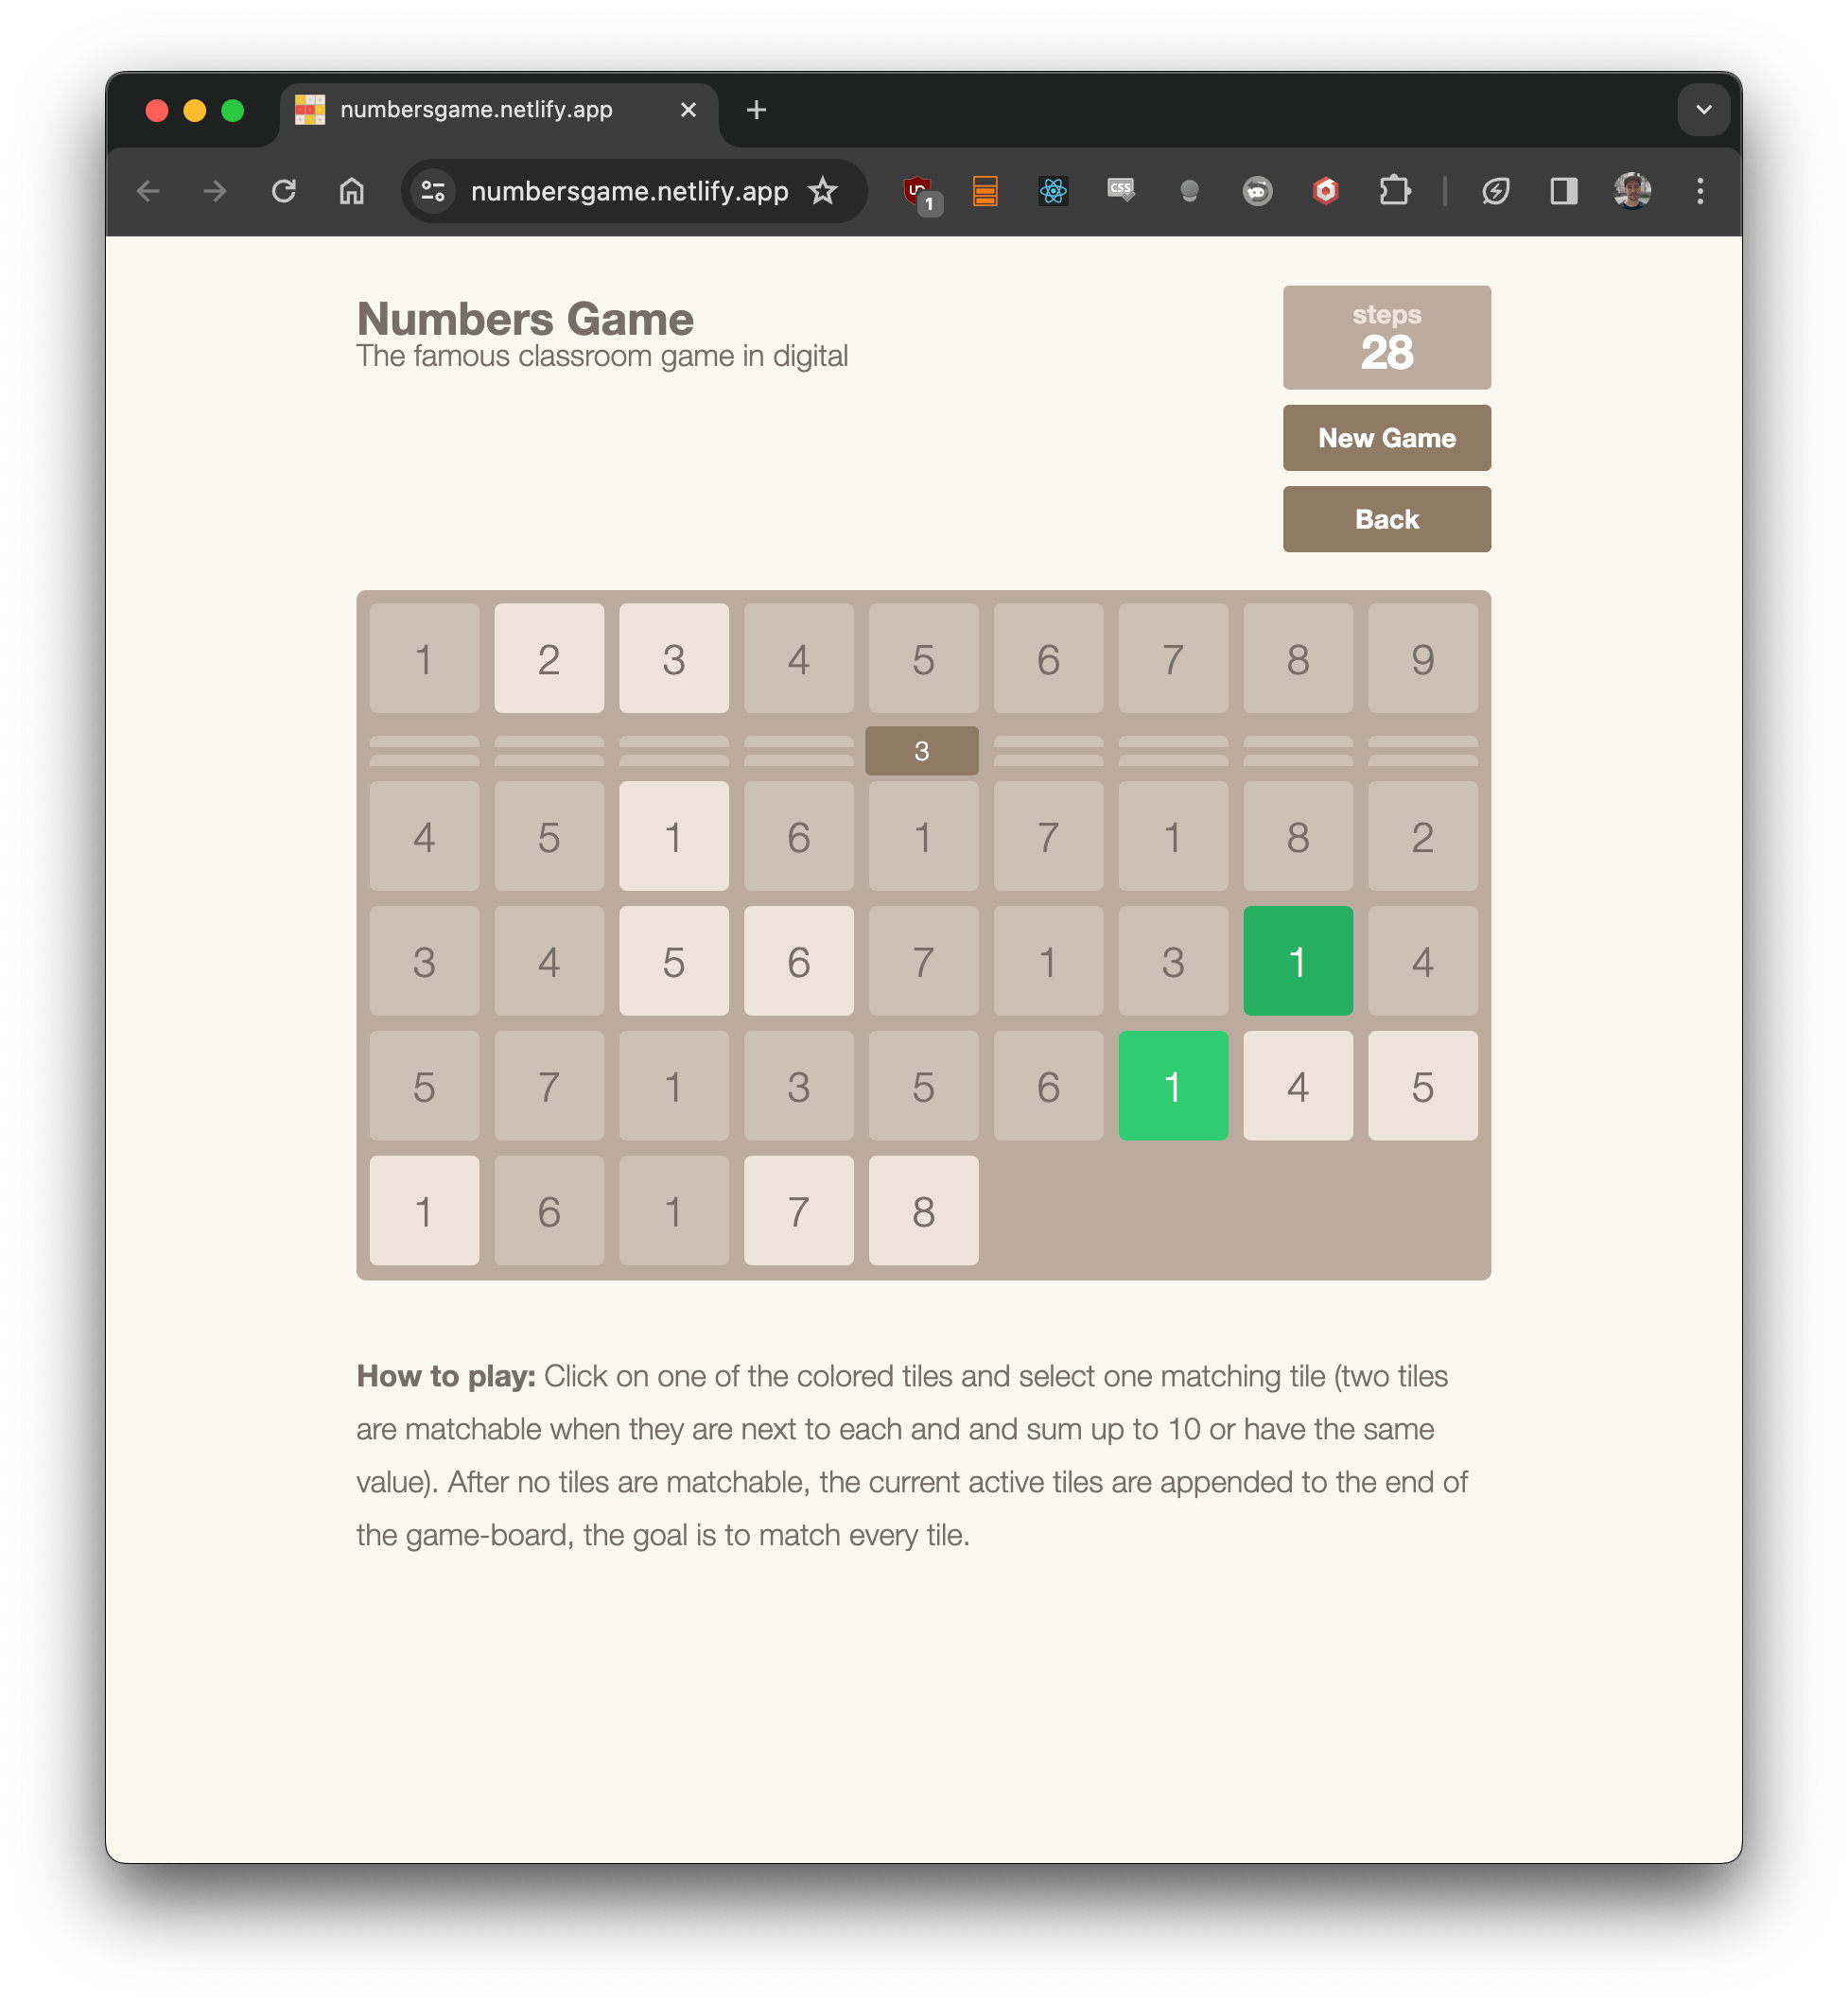 numbersgame.netlify.app
numbersgame.netlify.app
1
CSS
Numbers Game
The famous classroom game in digital
steps
28
New Game
Back
1 2 3 4 5 6 7 8 9
3
4 5 1 6 1 7 1 8 2
3 4 5 6 7 1 3 1 4
5 7 1 3 5 6 1 4 5
1 6 1 7 8
How to play: Click on one of the colored tiles and select one matching tile (two tiles
are matchable when they are next to each and and sum up to 10 or have the same
value). After no tiles are matchable, the current active tiles are appended to the end of
the game-board, the goal is to match every tile.